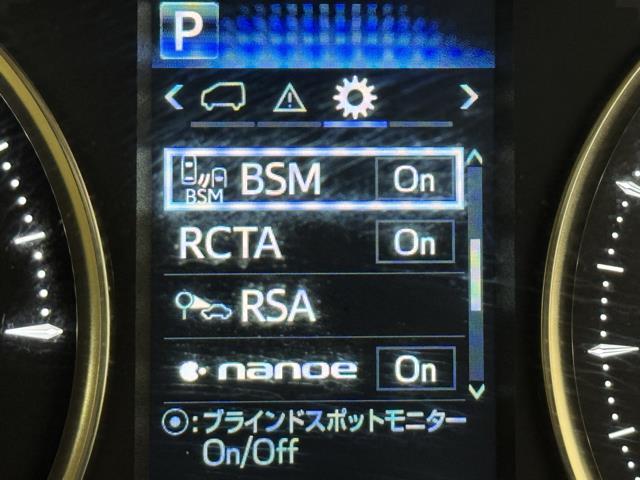 P
BSM BSM On
RCTA On
RSA
nanoe On
⦿:ブラインドスポットモニター
On/Off